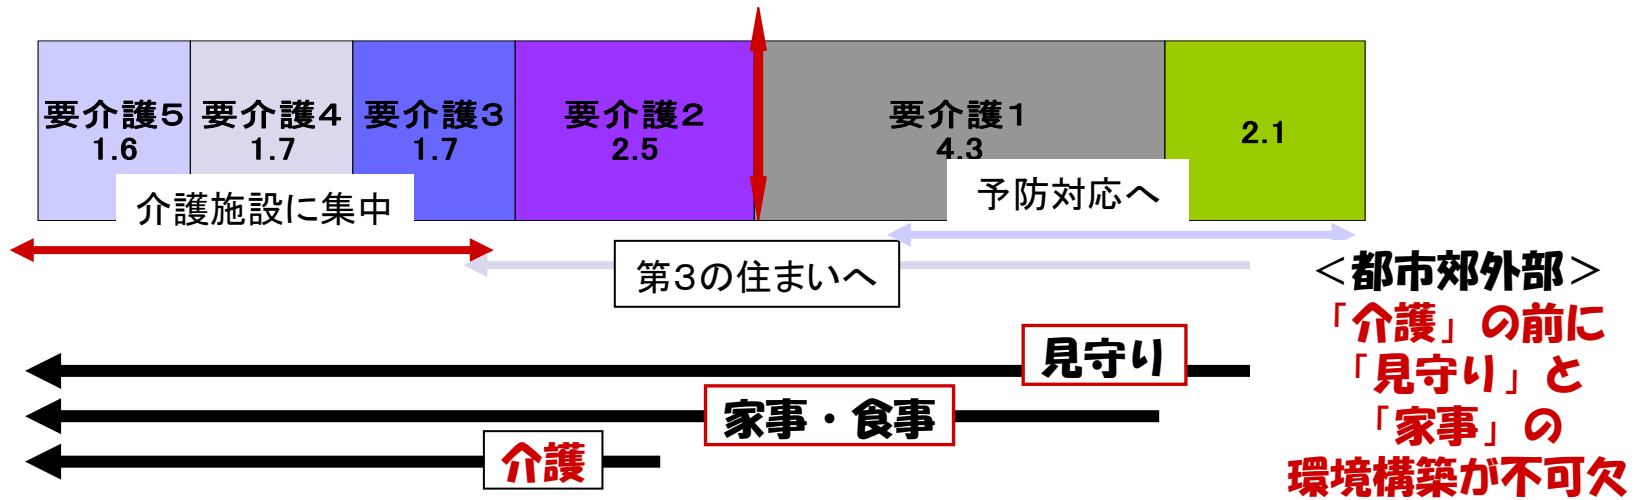 要介護5
1.6
要介護4
1.7
要介護3
1.7
要介護2
2.5
要介護1
4.3
2.1
介護施設に集中
予防対応へ
第3の住まいへ
見守り
家事・食事
介護
＜都市郊外部＞
「介護」の前に
「見守り」と
「家事」の
環境構築が不可欠